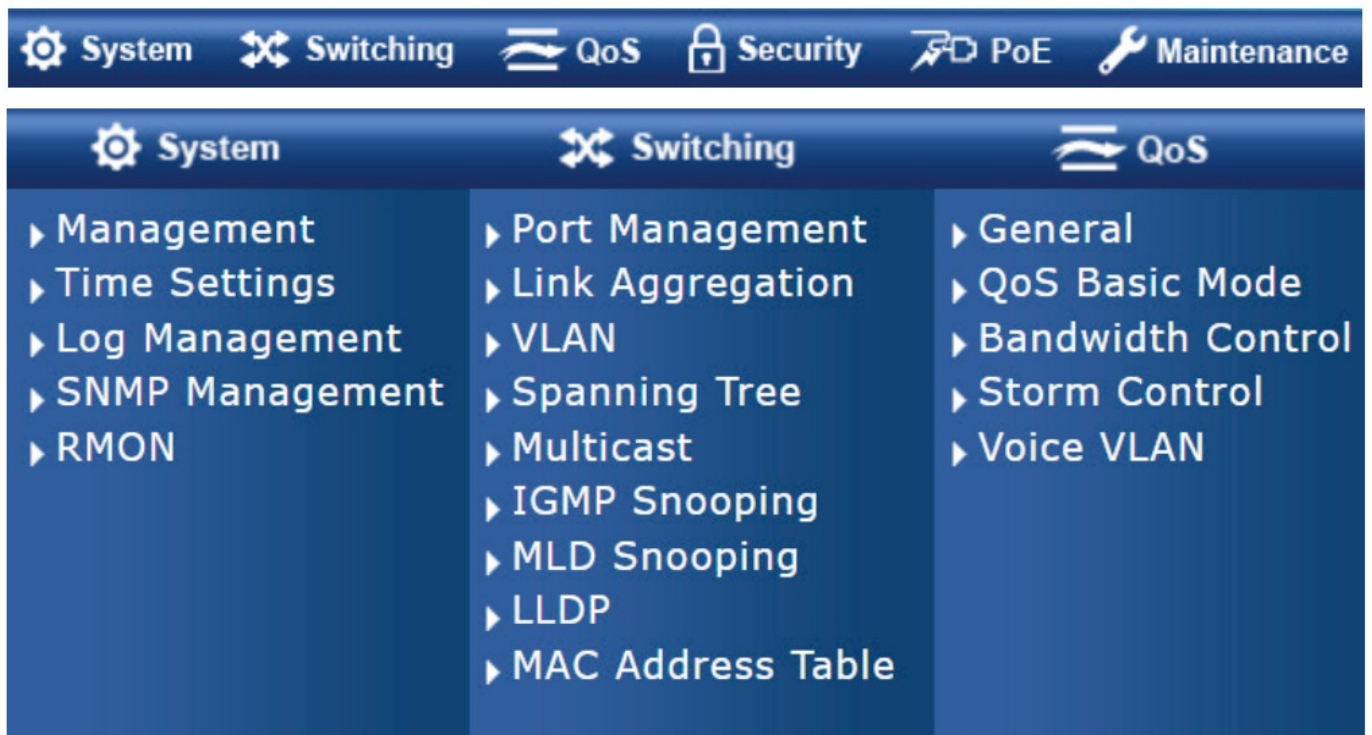 System Switching QoS Security PoE Maintenance
System Switching QoS
Management
Time Settings
Log Management
SNMP Management
RMON
Port Management
Link Aggregation
VLAN
Spanning Tree
Multicast
IGMP Snooping
MLD Snooping
LLDP
MAC Address Table
General
QoS Basic Mode
Bandwidth Control
Storm Control
Voice VLAN